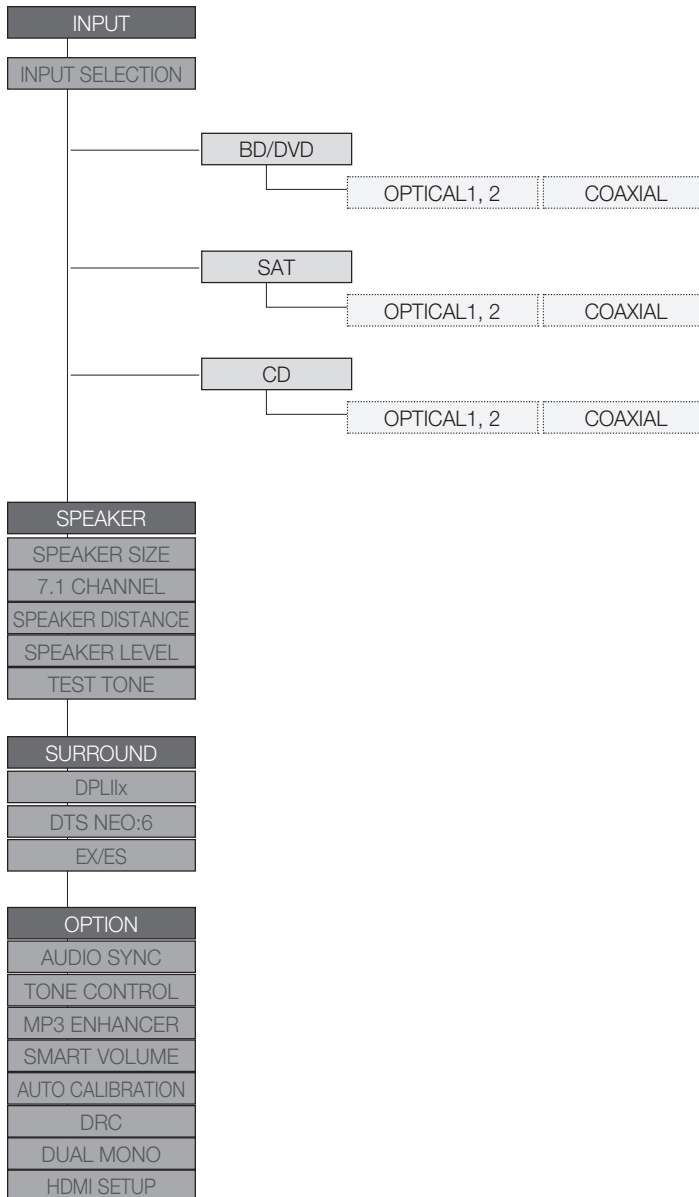 INPUT
INPUT SELECTION
BD/DVD
OPTICAL1, 2 COAXIAL
SAT
OPTICAL1, 2 COAXIAL
CD
OPTICAL1, 2 COAXIAL
SPEAKER
SPEAKER SIZE
7.1 CHANNEL
SPEAKER DISTANCE
SPEAKER LEVEL
TEST TONE
SURROUND
DPLIIx
DTS NEO:6
EX/ES
OPTION
AUDIO SYNC
TONE CONTROL
MP3 ENHANCER
SMART VOLUME
AUTO CALIBRATION
DRC
DUAL MONO
HDMI SETUP